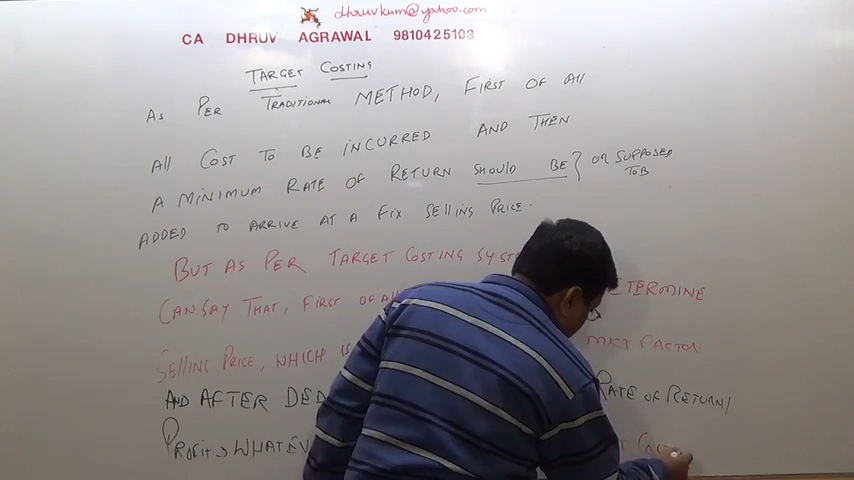 dhruvkum@yahoo.com
CA DHRUV AGRAWAL 9810425103
TARGET COSTING
AS PER TRADITIONAL METHOD, FIRST OF All
All COST TO BE INCURRED AND THEN
A MINIMUM RATE OF RETURN SHOULD BE } OR SUPPOSED TO B
ADDED TO ARRIVE AT A FIX SELLING PRICE.
BUT AS PER TARGET COSTING SYST
CAN SAY THAT, FIRST OF All ETERMINE
SELLING PRICE, WHICH IS MKT FACTOR.
AND AFTER DED RATE OF RETURN/
PROFIT, WHATEV